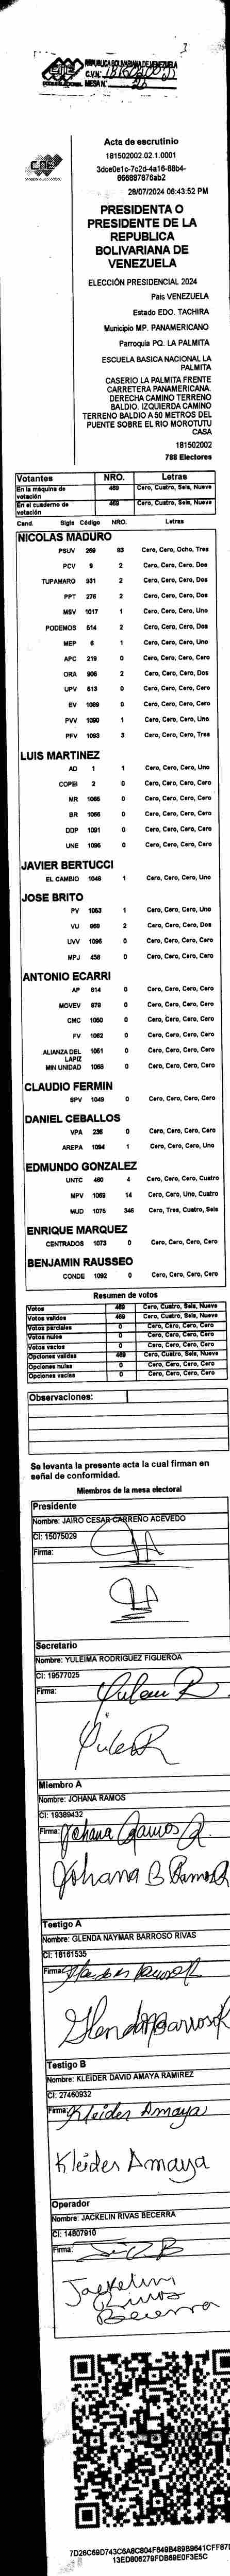 3
REPUBLICA BOLIVARIANA DE VENEZUELA
CNE
C.V.N° 181502002
PODER ELECTORAL MESA N°
CNE
Acta de escrutinio
181502002.02.1.0001
3dce0e1c-7c2d-4a16-88b4-
666887876ab2
28/07/2024 06:43:52 PM
PRESIDENTA O
PRESIDENTE DE LA
REPUBLICA
BOLIVARIANA DE
VENEZUELA
ELECCIÓN PRESIDENCIAL 2024
Pais VENEZUELA
Estado EDO. TACHIRA
Municipio MP. PANAMERICANO
Parroquia PQ. LA PALMITA
ESCUELA BASICA NACIONAL LA
PALMITA
CASERIO LA PALMITA FRENTE
CARRETERA PANAMERICANA.
DERECHA CAMINO TERRENO
BALDIO. IZQUIERDA CAMINO
TERRENO BALDIO A 50 METROS DEL
PUENTE SOBRE EL RIO MOROTUTU
CASA
181502002
788 Electores
Votantes NRO. Letras
En la máquina de votación 469 Cero, Cuatro, Seis, Nueve
En el cuaderno de votación 469 Cero, Cuatro, Seis, Nueve
Cand. Sigla Código NRO. Letras
NICOLAS MADURO
PSUV 269 83 Cero, Cero, Ocho, Tres
PCV 9 2 Cero, Cero, Cero, Dos
TUPAMARO 931 2 Cero, Cero, Cero, Dos
PPT 276 2 Cero, Cero, Cero, Dos
MSV 1017 1 Cero, Cero, Cero, Uno
PODEMOS 514 2 Cero, Cero, Cero, Dos
MEP 6 1 Cero, Cero, Cero, Uno
APC 219 0 Cero, Cero, Cero, Cero
ORA 906 2 Cero, Cero, Cero, Dos
UPV 613 0 Cero, Cero, Cero, Cero
EV 1089 0 Cero, Cero, Cero, Cero
PVV 1090 1 Cero, Cero, Cero, Uno
PFV 1093 3 Cero, Cero, Cero, Tres
LUIS MARTINEZ
AD 1 1 Cero, Cero, Cero, Uno
COPEI 2 0 Cero, Cero, Cero, Cero
MR 1066 0 Cero, Cero, Cero, Cero
BR 1068 0 Cero, Cero, Cero, Cero
DDP 1091 0 Cero, Cero, Cero, Cero
UNE 1096 0 Cero, Cero, Cero, Cero
JAVIER BERTUCCI
EL CAMBIO 1048 1 Cero, Cero, Cero, Uno
JOSE BRITO
PV 1053 1 Cero, Cero, Cero, Uno
VU 969 2 Cero, Cero, Cero, Dos
UVV 1095 0 Cero, Cero, Cero, Cero
MPJ 458 0 Cero, Cero, Cero, Cero
ANTONIO ECARRI
AP 814 0 Cero, Cero, Cero, Cero
MOVEV 979 0 Cero, Cero, Cero, Cero
CMC 1050 0 Cero, Cero, Cero, Cero
FV 1062 0 Cero, Cero, Cero, Cero
ALIANZA DEL LAPIZ 1051 0 Cero, Cero, Cero, Cero
MIN UNIDAD 1068 0 Cero, Cero, Cero, Cero
CLAUDIO FERMIN
SPV 1049 0 Cero, Cero, Cero, Cero
DANIEL CEBALLOS
VPA 236 0 Cero, Cero, Cero, Cero
AREPA 1094 1 Cero, Cero, Cero, Uno
EDMUNDO GONZALEZ
UNTC 460 4 Cero, Cero, Cero, Cuatro
MPV 1069 14 Cero, Cero, Uno, Cuatro
MUD 1075 346 Cero, Tres, Cuatro, Seis
ENRIQUE MARQUEZ
CENTRADOS 1073 0 Cero, Cero, Cero, Cero
BENJAMIN RAUSSEO
CONDE 1092 0 Cero, Cero, Cero, Cero
Resumen de votos
Votos 469 Cero, Cuatro, Seis, Nueve
Votos validos 469 Cero, Cuatro, Seis, Nueve
Votos parciales 0 Cero, Cero, Cero, Cero
Votos nulos 0 Cero, Cero, Cero, Cero
Votos vacios 0 Cero, Cero, Cero, Cero
Opciones validas 469 Cero, Cuatro, Seis, Nueve
Opciones nulas 0 Cero, Cero, Cero, Cero
Opciones vacias 0 Cero, Cero, Cero, Cero
Observaciones:
Se levanta la presente acta la cual firman en
señal de conformidad.
Miembros de la mesa electoral
Presidente
Nombre: JAIRO CESAR CARREÑO ACEVEDO
CI: 15075029
Firma:
Secretario
Nombre: YULEIMA RODRIGUEZ FIGUEROA
CI: 19577025
Firma: Yuleu R
Yule R
Miembro A
Nombre: JOHANA RAMOS
CI: 19389432
Firma: Johana Ramos R
Johana B Ramos R
Testigo A
Nombre: GLENDA NAYMAR BARROSO RIVAS
CI: 18161535
Firma: Glenda Barroso R
Glenda Barroso R
Testigo B
Nombre: KLEIDER DAVID AMAYA RAMIREZ
CI: 27460932
Firma: Kleider Amaya
Kleider Amaya
Operador
Nombre: JACKELIN RIVAS BECERRA
CI: 14807910
Firma:
Jackelin
Rivas
Becerra